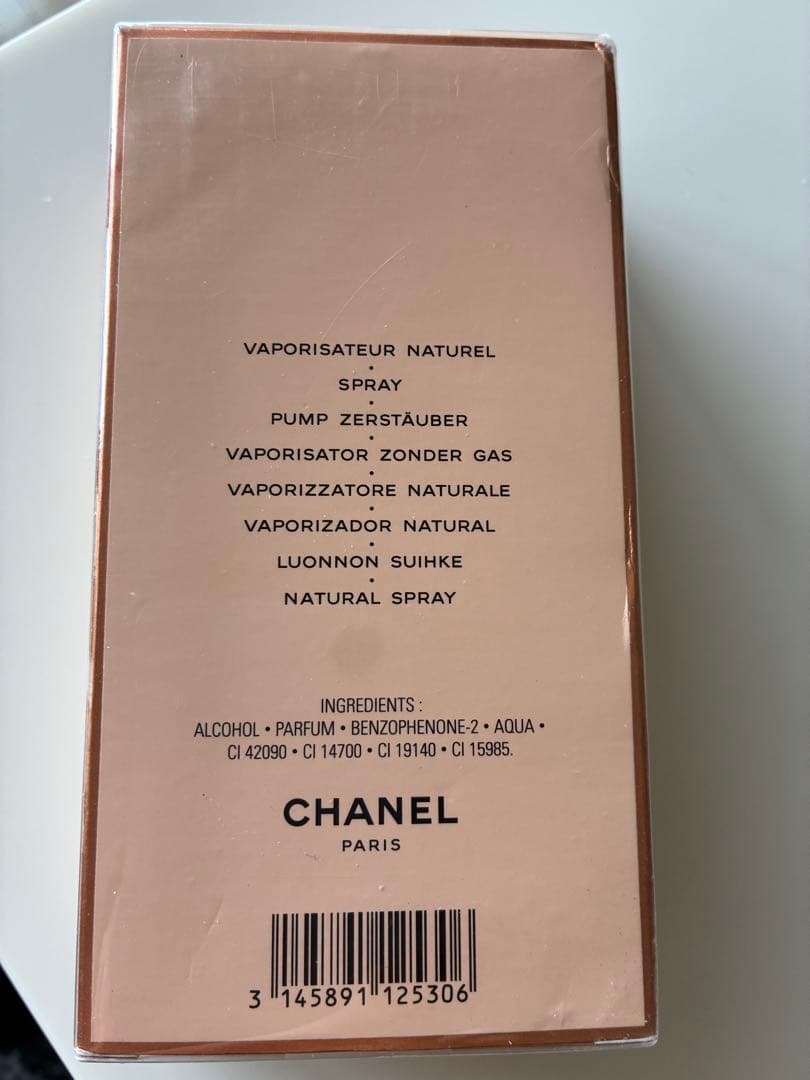 VAPORISATEUR NATUREL
•
SPRAY
•
PUMP ZERSTÄUBER
•
VAPORISATOR ZONDER GAS
•
VAPORIZZATORE NATURALE
•
VAPORIZADOR NATURAL
•
LUONNON SUIHKE
•
NATURAL SPRAY
INGREDIENTS :
ALCOHOL • PARFUM • BENZOPHENONE-2 • AQUA •
CI 42090 • CI 14700 • CI 19140 • CI 15985.
CHANEL
PARIS
3 145891 125306